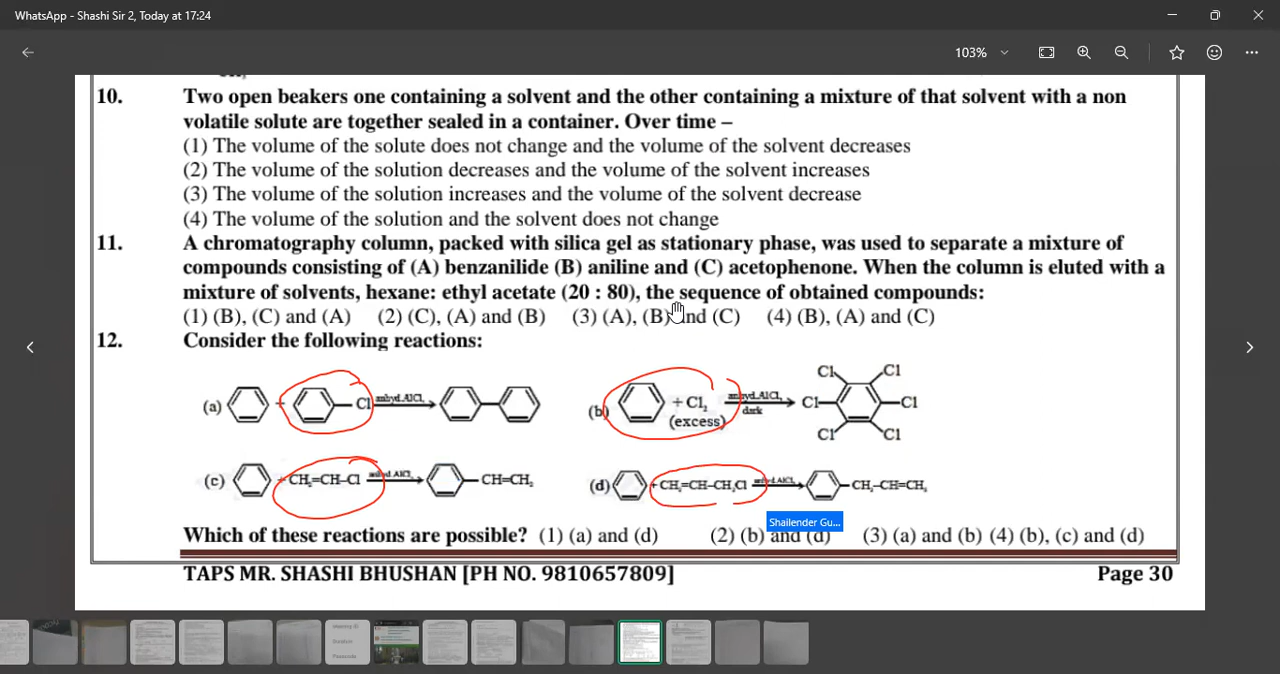 WhatsApp - Shashi Sir 2, Today at 17:24
103%
10. Two open beakers one containing a solvent and the other containing a mixture of that solvent with a non
volatile solute are together sealed in a container. Over time –
(1) The volume of the solute does not change and the volume of the solvent decreases
(2) The volume of the solution decreases and the volume of the solvent increases
(3) The volume of the solution increases and the volume of the solvent decrease
(4) The volume of the solution and the solvent does not change
11. A chromatography column, packed with silica gel as stationary phase, was used to separate a mixture of
compounds consisting of (A) benzanilide (B) aniline and (C) acetophenone. When the column is eluted with a
mixture of solvents, hexane: ethyl acetate (20 : 80), the sequence of obtained compounds:
(1) (B), (C) and (A) (2) (C), (A) and (B) (3) (A), (B) and (C) (4) (B), (A) and (C)
12. Consider the following reactions:
(a) + Cl anhyd.AlCl₃
(b) + Cl₂ (excess) anhyd.AlCl₃ dark Cl Cl Cl Cl Cl Cl
(c) + CH₂=CH–Cl anhyd.AlCl₃ CH=CH₂
(d) + CH₂=CH–CH₂Cl anhyd.AlCl₃ CH₂–CH=CH₂
Shailender Gu...
Which of these reactions are possible? (1) (a) and (d) (2) (b) and (d) (3) (a) and (b) (4) (b), (c) and (d)
TAPS MR. SHASHI BHUSHAN [PH NO. 9810657809] Page 30